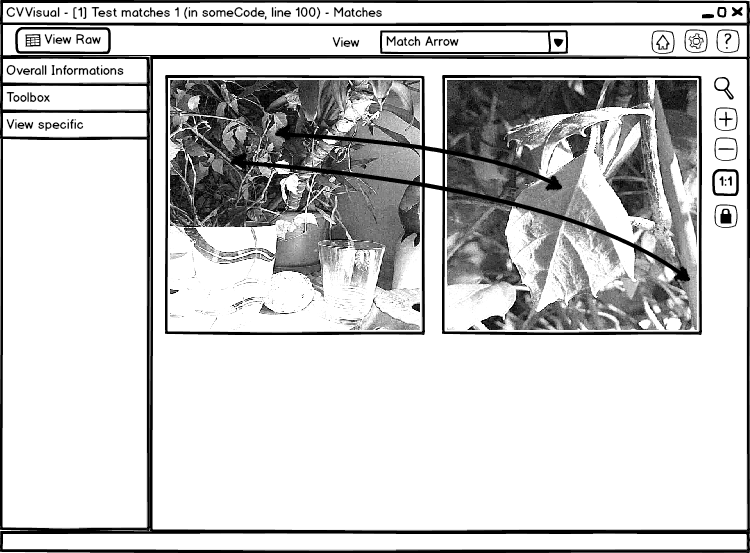 CVVisual - [1] Test matches 1 (in someCode, line 100) - Matches
View Raw
View
Match Arrow
?
Overall Informations
Toolbox
View specific
1:1